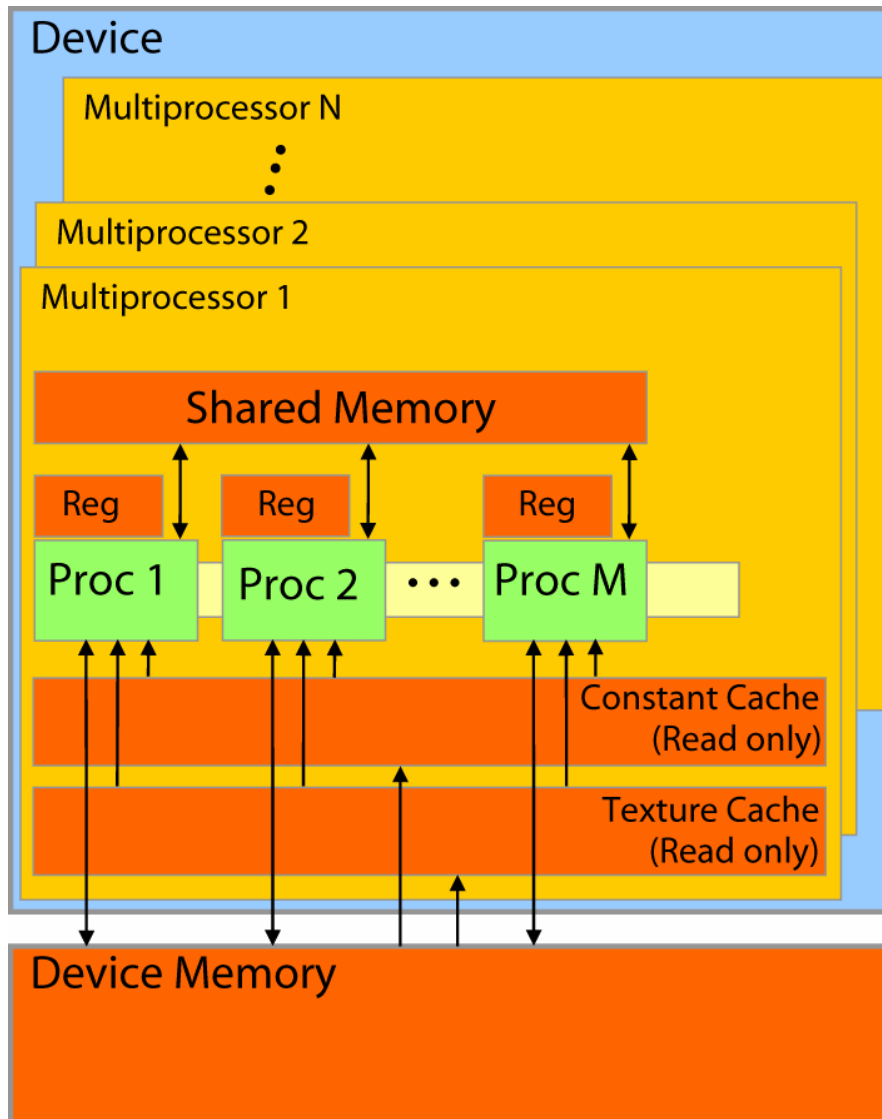 Device
Multiprocessor N
Multiprocessor 2
Multiprocessor 1
Shared Memory
Reg Reg Reg
Proc 1 Proc 2 ••• Proc M
Constant Cache
(Read only)
Texture Cache
(Read only)
Device Memory